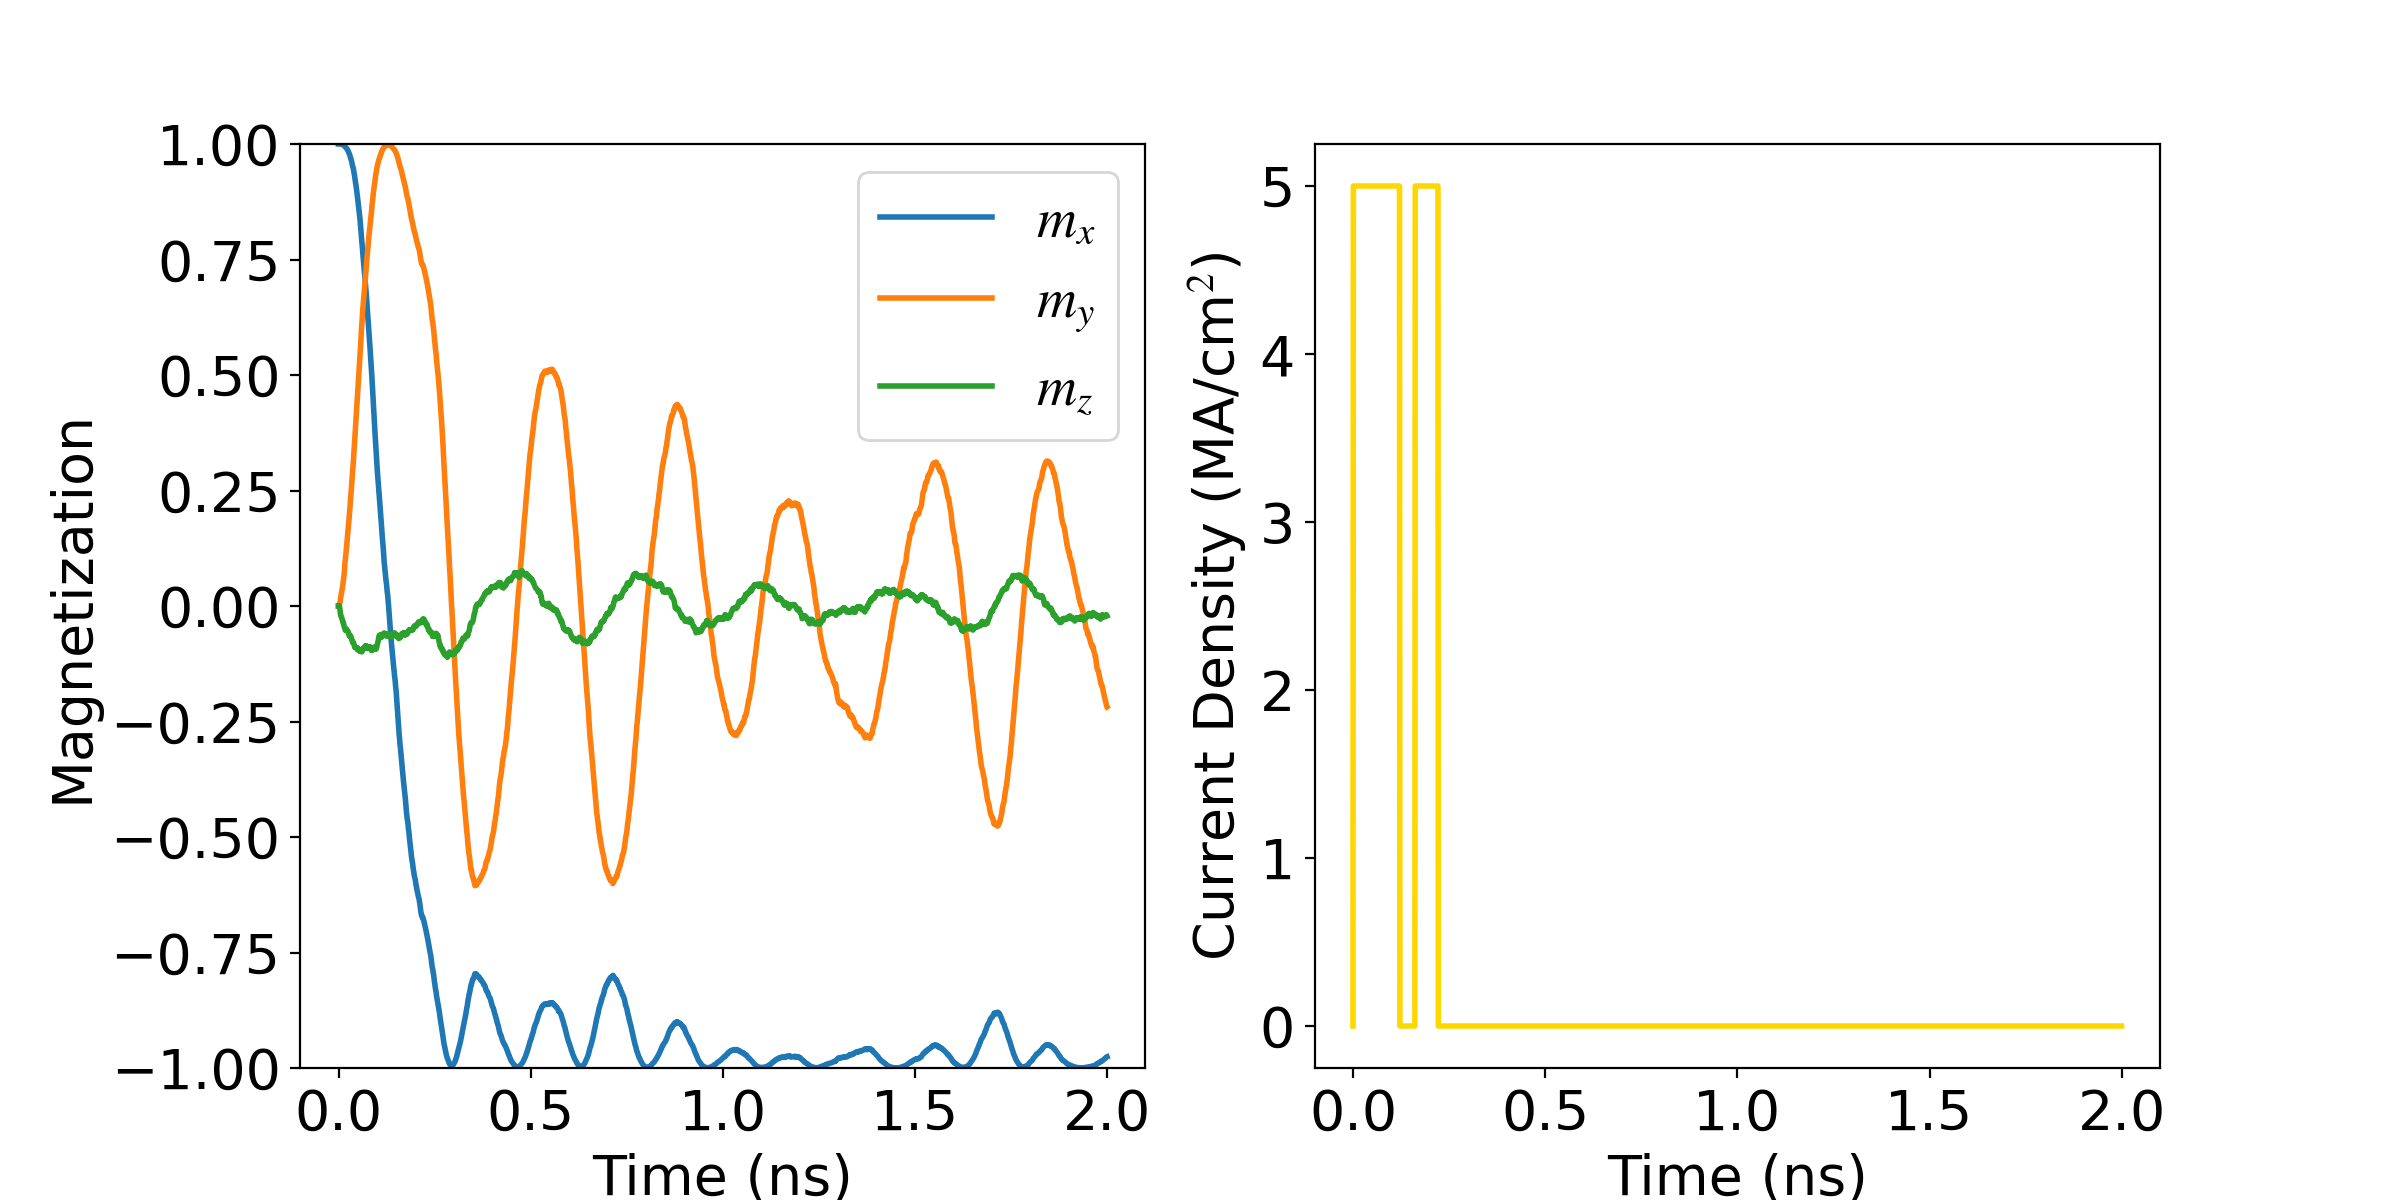 1.00
0.75
0.50
0.25
0.00
−0.25
−0.50
−0.75
−1.00
Magnetization
0.0 0.5 1.0 1.5 2.0
Time (ns)
m_x
m_y
m_z
5
4
3
2
1
0
Current Density (MA/cm²)
0.0 0.5 1.0 1.5 2.0
Time (ns)